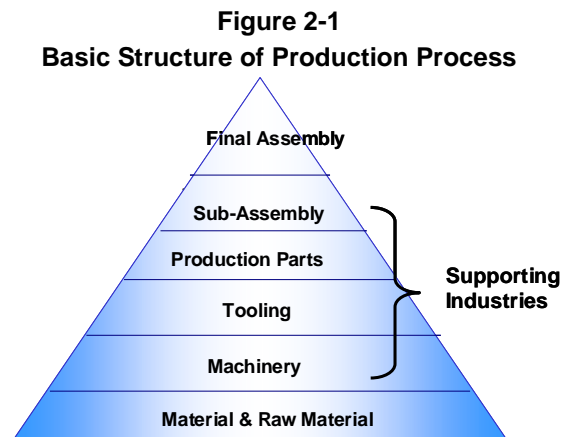 Figure 2-1
Basic Structure of Production Process
Final Assembly
Sub-Assembly
Production Parts
Tooling
Machinery
Material & Raw Material
Supporting
Industries